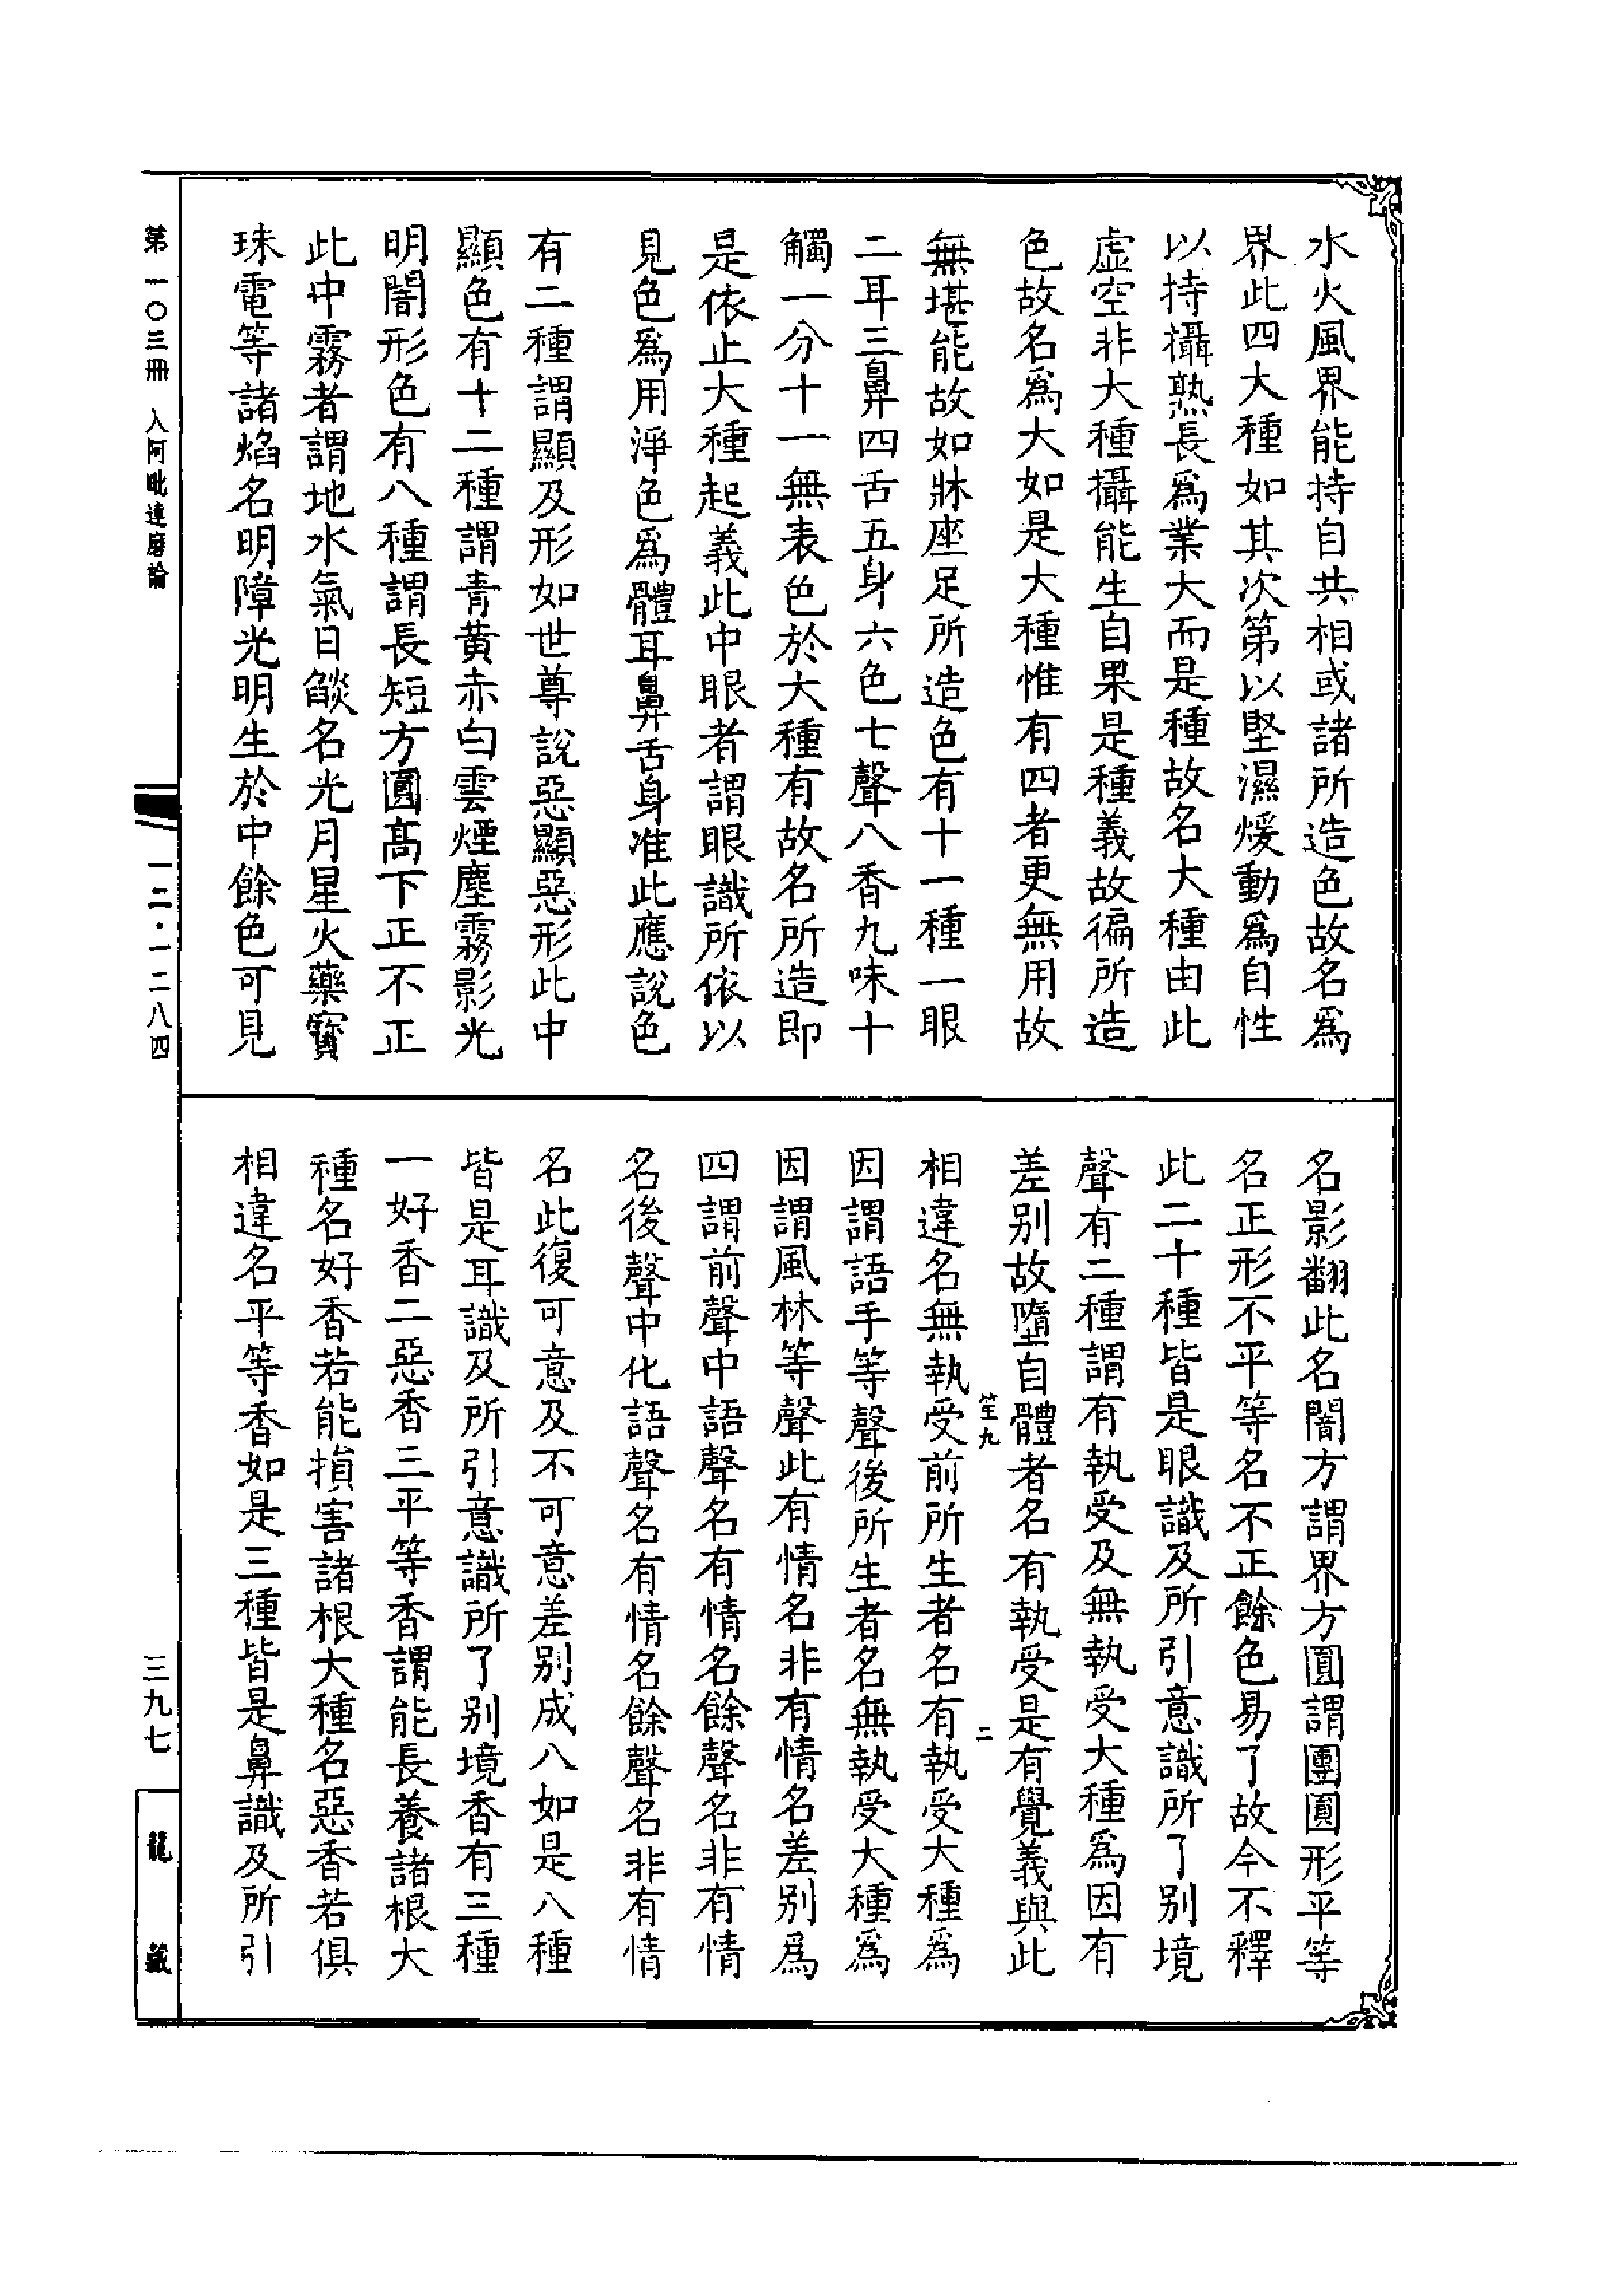 水火風界能持自共相或諸所造色故名爲
界此四大種如其次第以堅濕煖動爲自性
以持攝熟長爲業大而是種故名大種由此
虛空非大種攝能生自果是種義故徧所造
色故名爲大如是大種惟有四者更無用故
無堪能故如牀座足所造色有十一種一眼
二耳三鼻四舌五身六色七聲八香九味十
觸一分十一無表色於大種有故名所造即
是依止大種起義此中眼者謂眼識所依以
見色爲用淨色爲體耳鼻舌身准此應說色
有二種謂顯及形如世尊說惡顯惡形此中
顯色有十二種謂青黃赤白雲煙塵霧影光
明闇形色有八種謂長短方圓高下正不正
此中霧者謂地水氣日燄名光月星火藥寶
珠電等諸焰名明障光明生於中餘色可見
名影翻此名闇方謂界方圓謂團圓形平等
名正形不平等名不正餘色易了故今不釋
此二十種皆是眼識及所引意識所了別境
聲有二種謂有執受及無執受大種爲因有
差別故墮自體者名有執受是有覺義與此
笙九 二
相違名無執受前所生者名有執受大種爲
因謂語手等聲後所生者名無執受大種爲
因謂風林等聲此有情名非有情名差別爲
四謂前聲中語聲名有情名餘聲名非有情
名後聲中化語聲名有情名餘聲名非有情
名此復可意及不可意差別成八如是八種
皆是耳識及所引意識所了別境香有三種
一好香二惡香三平等香謂能長養諸根大
種名好香若能損害諸根大種名惡香若俱
相違名平等香如是三種皆是鼻識及所引
第一〇三冊 入阿毗達磨論
一二·一二八四
三九七
龍藏